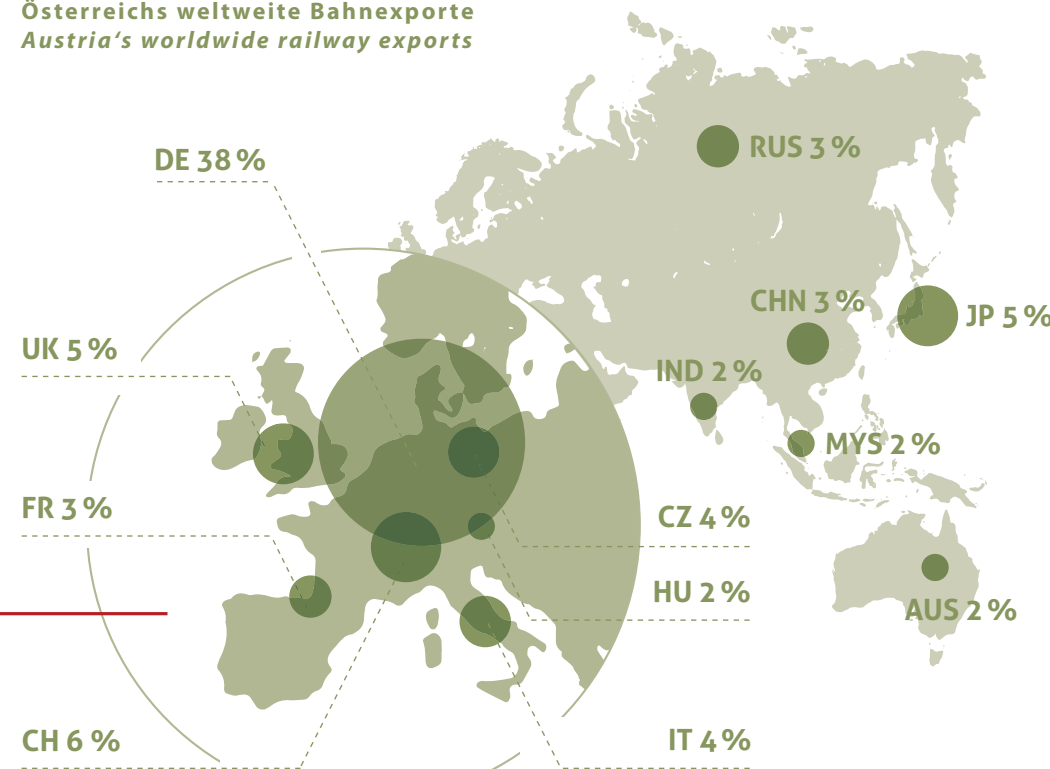 Österreichs weltweite Bahnexporte
Austria‘s worldwide railway exports
DE 38 %
RUS 3 %
CHN 3 %
JP 5 %
UK 5 %
IND 2 %
MYS 2 %
FR 3 %
CZ 4 %
HU 2 %
AUS 2 %
CH 6 %
IT 4 %